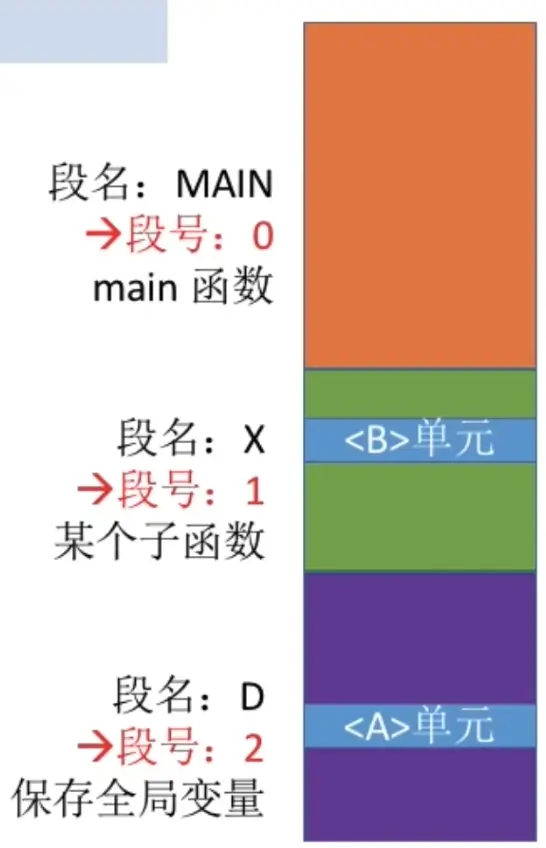 段名：MAIN
→段号：0
main 函数
段名：X
<B>单元
→段号：1
某个子函数
段名：D
<A>单元
→段号：2
保存全局变量